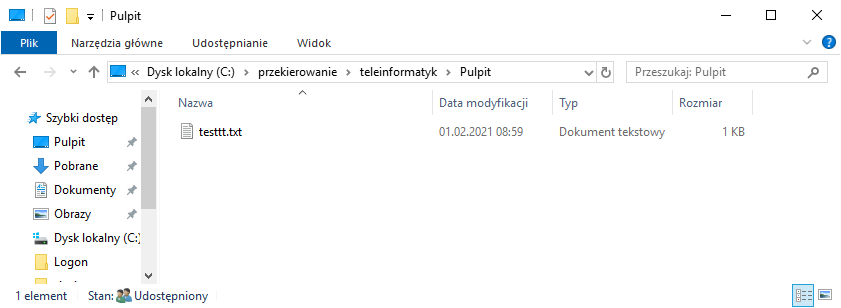 Pulpit
Plik Narzędzia główne Udostępnianie Widok
« Dysk lokalny (C:) › przekierowanie › teleinformatyk › Pulpit Przeszukaj: Pulpit
Nazwa Data modyfikacji Typ Rozmiar
Szybki dostęp
testtt.txt 01.02.2021 08:59 Dokument tekstowy 1 KB
Pulpit
Pobrane
Dokumenty
Obrazy
Dysk lokalny (C:)
Logon
1 element Stan: Udostępniony